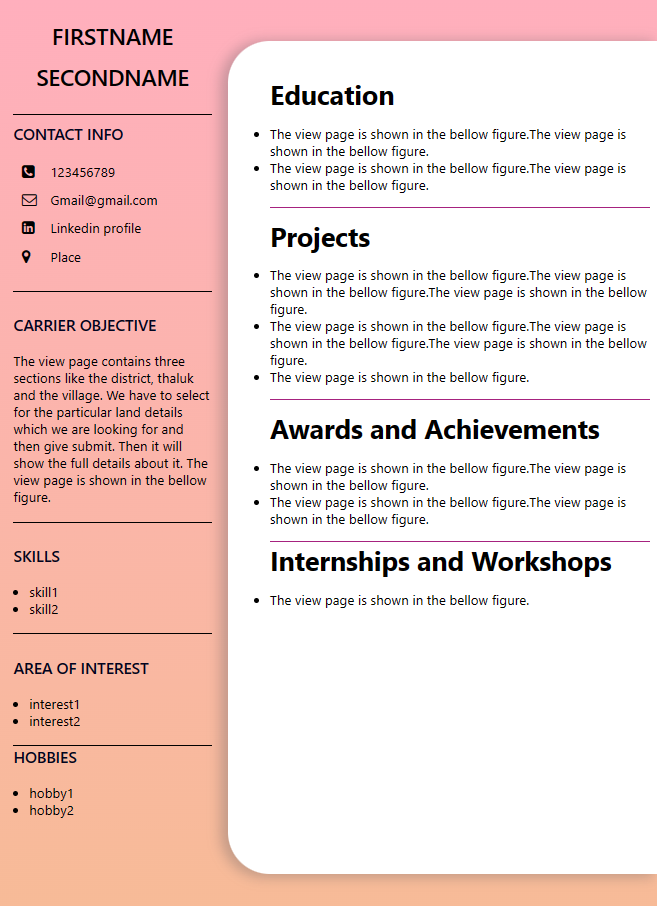 FIRSTNAME
SECONDNAME
CONTACT INFO
123456789
Gmail@gmail.com
Linkedin profile
Place
CARRIER OBJECTIVE
The view page contains three
sections like the district, thaluk
and the village. We have to select
for the particular land details
which we are looking for and
then give submit. Then it will
show the full details about it. The
view page is shown in the bellow
figure.
SKILLS
skill1
skill2
AREA OF INTEREST
interest1
interest2
HOBBIES
hobby1
hobby2
Education
The view page is shown in the bellow figure.The view page is
shown in the bellow figure.
The view page is shown in the bellow figure.The view page is
shown in the bellow figure.
Projects
The view page is shown in the bellow figure.The view page is
shown in the bellow figure.The view page is shown in the bellow
figure.
The view page is shown in the bellow figure.The view page is
shown in the bellow figure.The view page is shown in the bellow
figure.
The view page is shown in the bellow figure.
Awards and Achievements
The view page is shown in the bellow figure.The view page is
shown in the bellow figure.
The view page is shown in the bellow figure.The view page is
shown in the bellow figure.
Internships and Workshops
The view page is shown in the bellow figure.